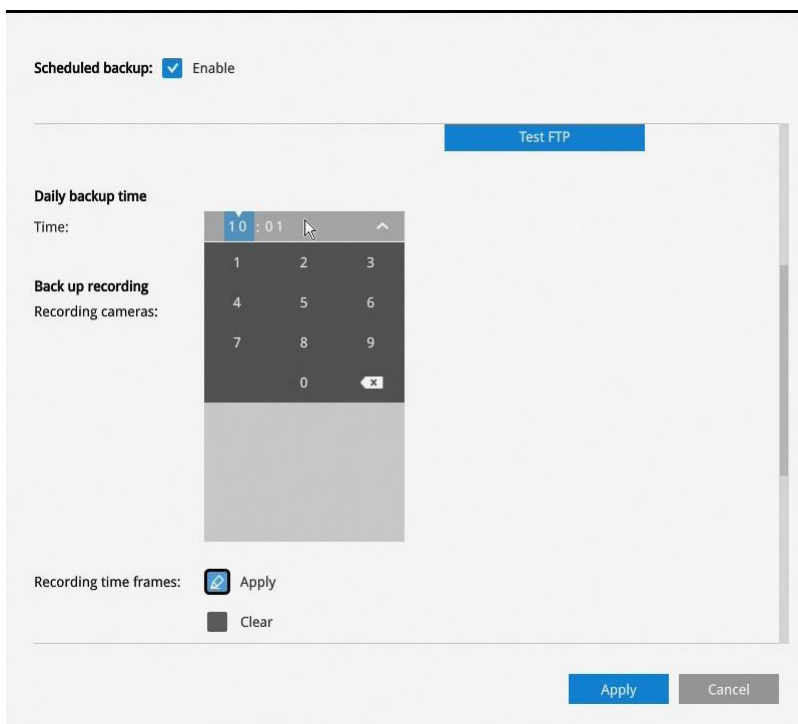 Scheduled backup: Enable
Test FTP
Daily backup time
Time: 10:01
1 2 3
Back up recording
Recording cameras:
4 5 6
7 8 9
0
Recording time frames: Apply
Clear
Apply Cancel